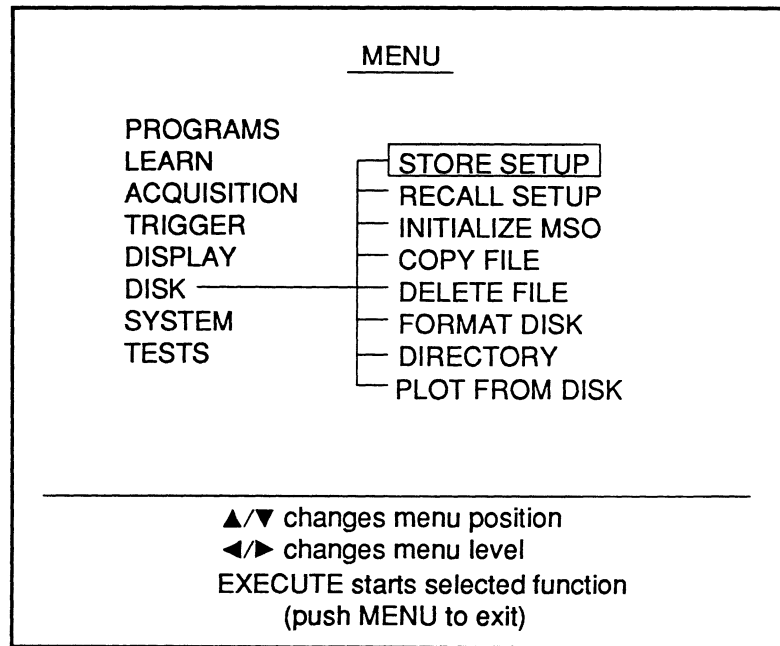 MENU
PROGRAMS
LEARN
ACQUISITION
TRIGGER
DISPLAY
DISK
SYSTEM
TESTS
STORE SETUP
RECALL SETUP
INITIALIZE MSO
COPY FILE
DELETE FILE
FORMAT DISK
DIRECTORY
PLOT FROM DISK
▲/▼ changes menu position
◄/► changes menu level
EXECUTE starts selected function
(push MENU to exit)